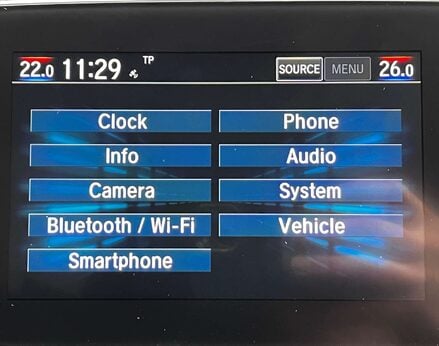 22.0 11:29 TP SOURCE MENU 26.0
Clock Phone
Info Audio
Camera System
Bluetooth / Wi-Fi Vehicle
Smartphone